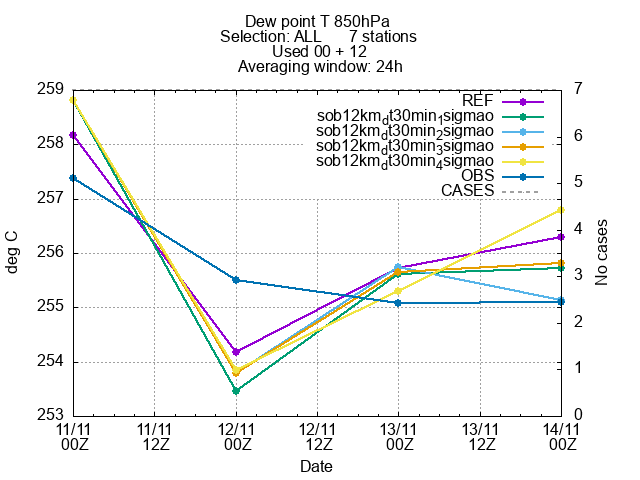 Dew point T 850hPa
Selection: ALL 7 stations
Used 00 + 12
Averaging window: 24h
259
258
257
256
255
254
253
deg C
7
6
5
4
3
2
1
0
No cases
REF
sob12km_dt30min_1sigmao
sob12km_dt30min_2sigmao
sob12km_dt30min_3sigmao
sob12km_dt30min_4sigmao
OBS
CASES
11/11 11/11 12/11 12/11 13/11 13/11 14/11
00Z 12Z 00Z 12Z 00Z 12Z 00Z
Date